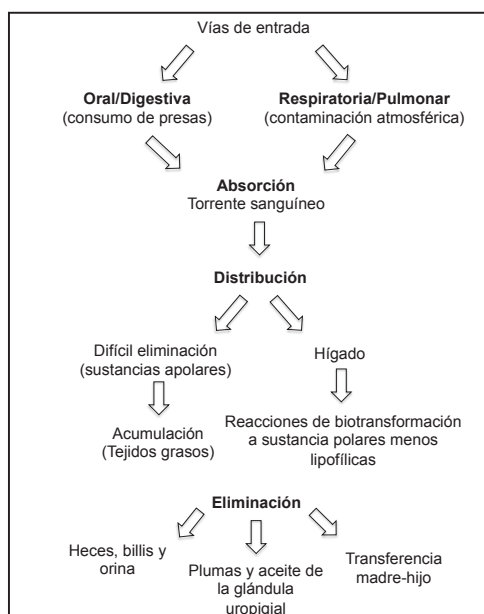 Vías de entrada
Oral/Digestiva
(consumo de presas)
Respiratoria/Pulmonar
(contaminación atmosférica)
Absorción
Torrente sanguíneo
Distribución
Difícil eliminación
(sustancias apolares)
Hígado
Acumulación
(Tejidos grasos)
Reacciones de biotransformación
a sustancia polares menos
lipofílicas
Eliminación
Heces, billis y
orina
Plumas y aceite de
la glándula
uropigial
Transferencia
madre-hijo